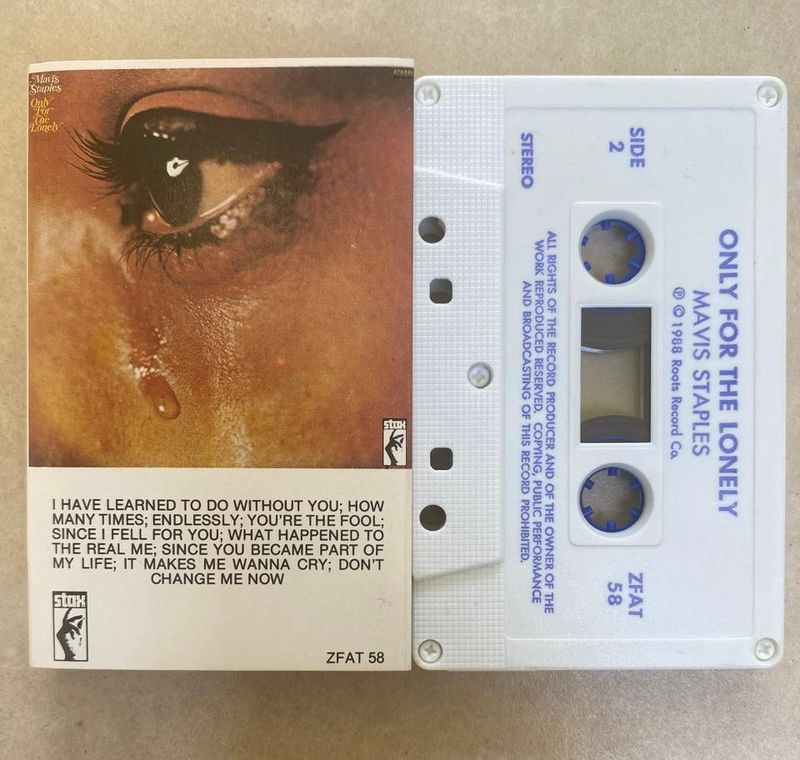 Mavis
Staples
Only
For
The
Lonely
STEREO
stax
I HAVE LEARNED TO DO WITHOUT YOU; HOW
MANY TIMES; ENDLESSLY; YOU'RE THE FOOL;
SINCE I FELL FOR YOU; WHAT HAPPENED TO
THE REAL ME; SINCE YOU BECAME PART OF
MY LIFE; IT MAKES ME WANNA CRY; DON'T
CHANGE ME NOW
stax
ZFAT 58
ONLY FOR THE LONELY
MAVIS STAPLES
℗ © 1988 Roots Record Co.
SIDE
2
ZFAT
58
STEREO
ALL RIGHTS OF THE RECORD PRODUCER AND OF THE OWNER OF THE
WORK REPRODUCED RESERVED. COPYING, PUBLIC PERFORMANCE
AND BROADCASTING OF THIS RECORD PROHIBITED.